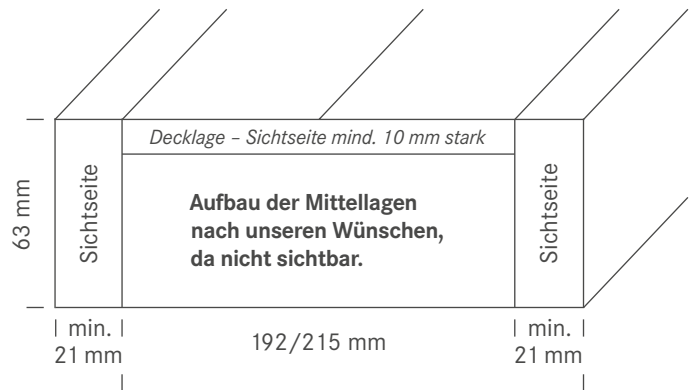 Decklage – Sichtseite mind. 10 mm stark
63 mm
Sichtseite
Aufbau der Mittellagen
nach unseren Wünschen,
da nicht sichtbar.
Sichtseite
min.
21 mm
192/215 mm
min.
21 mm